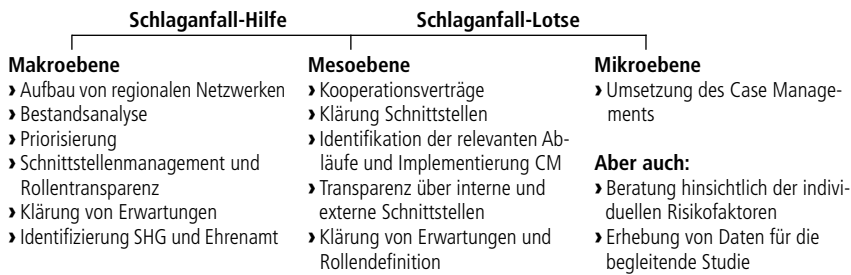 Schlaganfall-Hilfe Schlaganfall-Lotse
Makroebene
› Aufbau von regionalen Netzwerken
› Bestandsanalyse
› Priorisierung
› Schnittstellenmanagement und
Rollentransparenz
› Klärung von Erwartungen
› Identifizierung SHG und Ehrenamt
Mesoebene
› Kooperationsverträge
› Klärung Schnittstellen
› Identifikation der relevanten Ab-
läufe und Implementierung CM
› Transparenz über interne und
externe Schnittstellen
› Klärung von Erwartungen und
Rollendefinition
Mikroebene
› Umsetzung des Case Manage-
ments
Aber auch:
› Beratung hinsichtlich der indivi-
duellen Risikofaktoren
› Erhebung von Daten für die
begleitende Studie